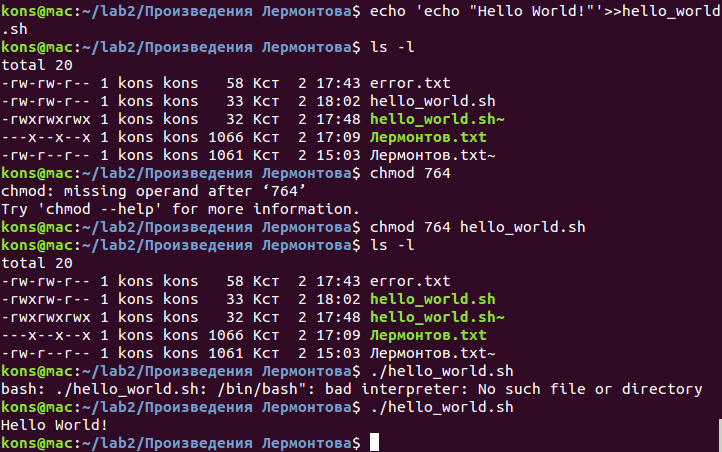 kons@мас:~/lab2/Произведения Лермонтова$ echo 'echo "Hello World!"'>>hello_world
.sh
kons@мас:~/lab2/Произведения Лермонтова$ ls -l
total 20
-rw-rw-r-- 1 kons kons   58 Кст  2 17:43 error.txt
-rw-rw-r-- 1 kons kons   33 Кст  2 18:02 hello_world.sh
-rwxrwxrwx 1 kons kons   32 Кст  2 17:48 hello_world.sh~
---x--x--x 1 kons kons 1066 Кст  2 17:09 Лермонтов.txt
-rw-r--r-- 1 kons kons 1061 Кст  2 15:03 Лермонтов.txt~
kons@мас:~/lab2/Произведения Лермонтова$ chmod 764
chmod: missing operand after ‘764’
Try 'chmod --help' for more information.
kons@мас:~/lab2/Произведения Лермонтова$ chmod 764 hello_world.sh
kons@мас:~/lab2/Произведения Лермонтова$ ls -l
total 20
-rw-rw-r-- 1 kons kons   58 Кст  2 17:43 error.txt
-rwxrw-r-- 1 kons kons   33 Кст  2 18:02 hello_world.sh
-rwxrw-r-- 1 kons kons   32 Кст  2 17:48 hello_world.sh~
---x--x--x 1 kons kons 1066 Кст  2 17:09 Лермонтов.txt
-rw-r--r-- 1 kons kons 1061 Кст  2 15:03 Лермонтов.txt~
kons@мас:~/lab2/Произведения Лермонтова$ ./hello_world.sh
bash: ./hello_world.sh: /bin/bash": bad interpreter: No such file or directory
kons@мас:~/lab2/Произведения Лермонтова$ ./hello_world.sh
Hello World!
kons@мас:~/lab2/Произведения Лермонтова$